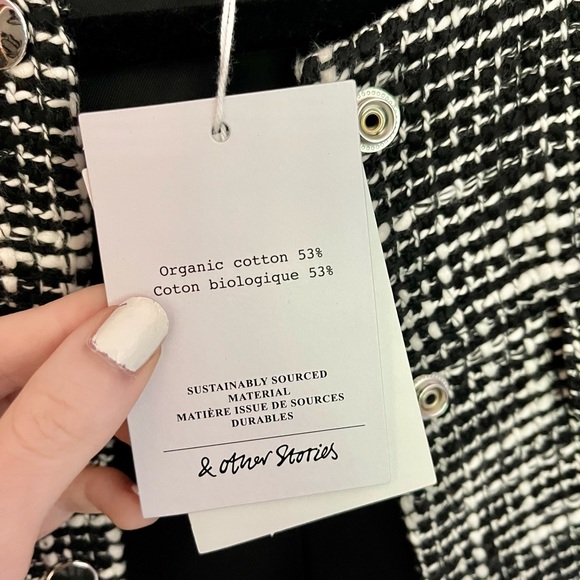 Organic cotton 53%
Coton biologique 53%
SUSTAINABLY SOURCED
MATERIAL
MATIÈRE ISSUE DE SOURCES
DURABLES
& other Stories